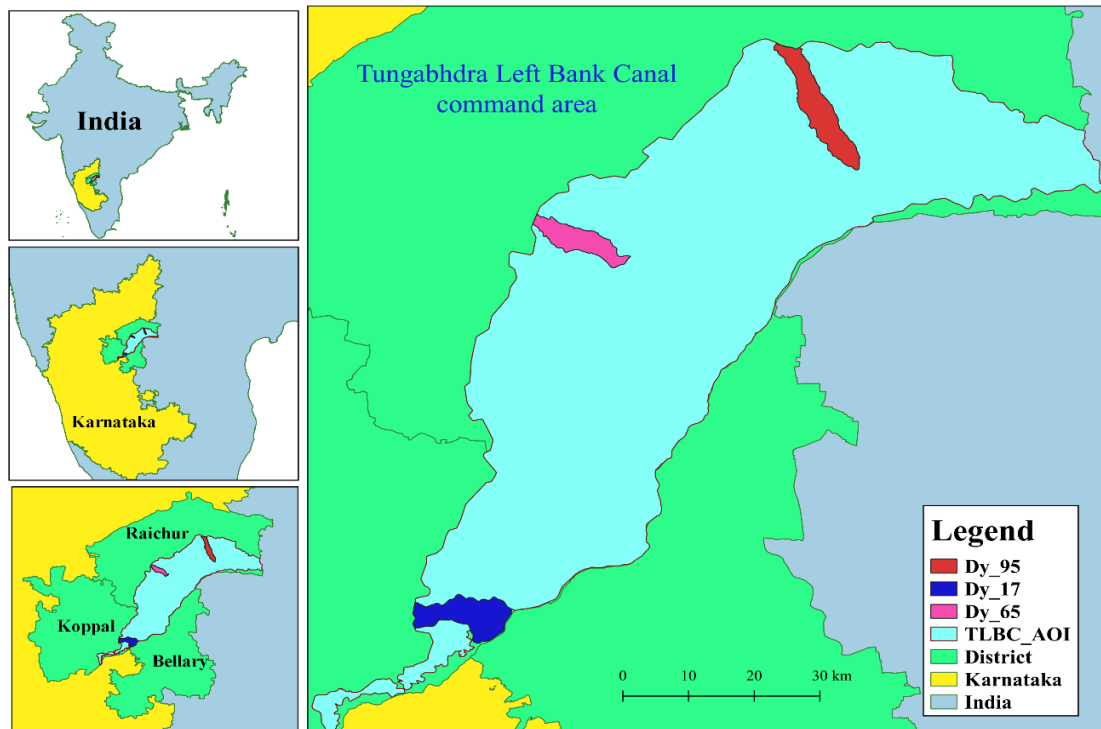 India
Karnataka
Raichur
Koppal
Bellary
Tungabhdra Left Bank Canal
command area
0 10 20 30 km
Legend
Dy_95
Dy_17
Dy_65
TLBC_AOI
District
Karnataka
India